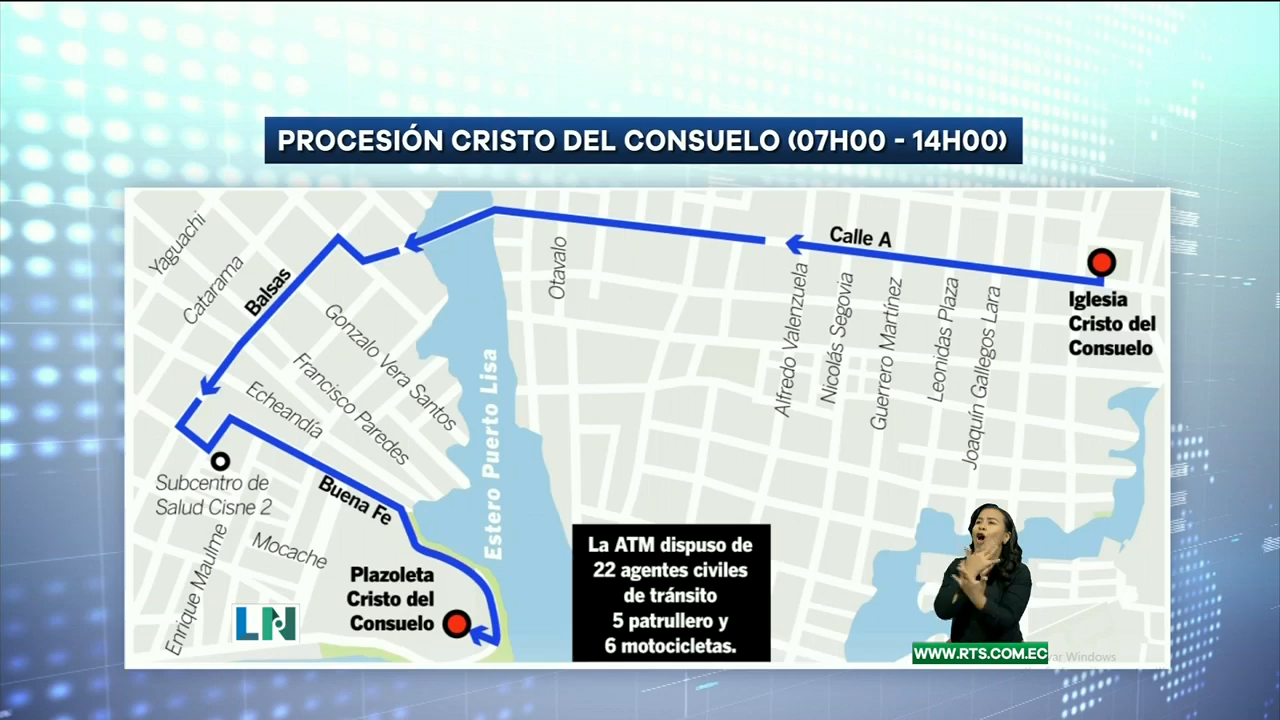 PROCESIÓN CRISTO DEL CONSUELO (07H00 - 14H00)
Yaguachi
Catarama
Balsas
Otavalo
Calle A
Iglesia
Cristo del
Consuelo
Alfredo Valenzuela
Nicolás Segovia
Guerrero Martínez
Leonidas Plaza
Joaquín Gallegos Lara
Gonzalo Vera Santos
Francisco Paredes
Echeandía
Estero Puerto Lisa
Subcentro de
Salud Cisne 2
Buena Fe
Enrique Maulme
Mocache
Plazoleta
Cristo del
Consuelo
La ATM dispuso de
22 agentes civiles
de tránsito
5 patrullero y
6 motocicletas.
LN
WWW.RTS.COM.EC
Windows